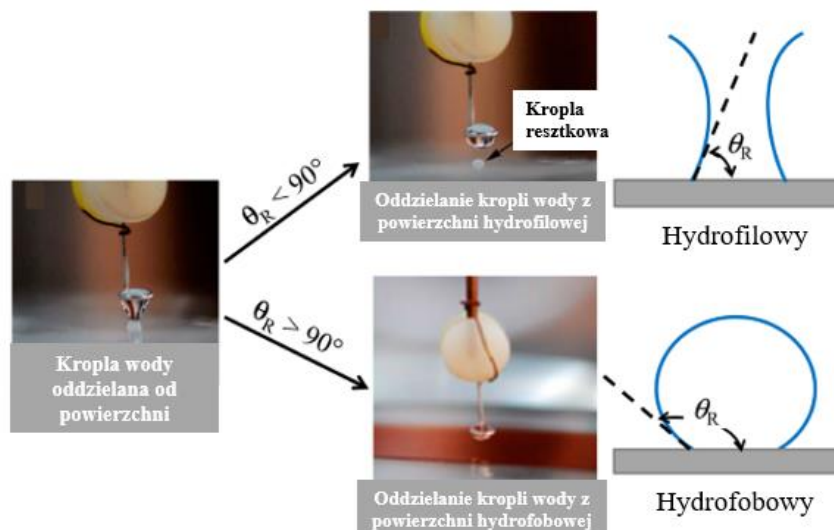 Kropla wody
oddzielana od
powierzchni
θR < 90°
θR > 90°
Kropla
resztkowa
Oddzielanie kropli wody z
powierzchni hydrofilowej
θR
Hydrofilowy
Oddzielanie kropli wody z
powierzchni hydrofobowej
θR
Hydrofobowy